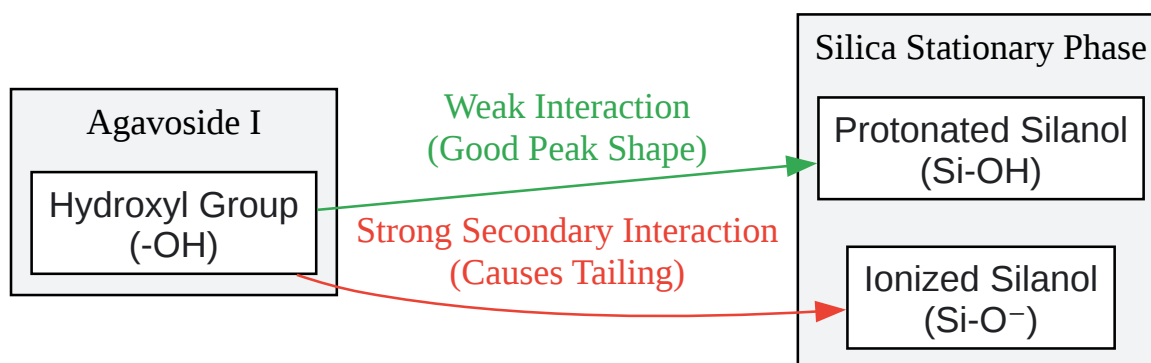 Agavoside I
Hydroxyl Group
(-OH)
Weak Interaction
(Good Peak Shape)
Strong Secondary Interaction
(Causes Tailing)
Silica Stationary Phase
Protonated Silanol
(Si-OH)
Ionized Silanol
(Si-O⁻)